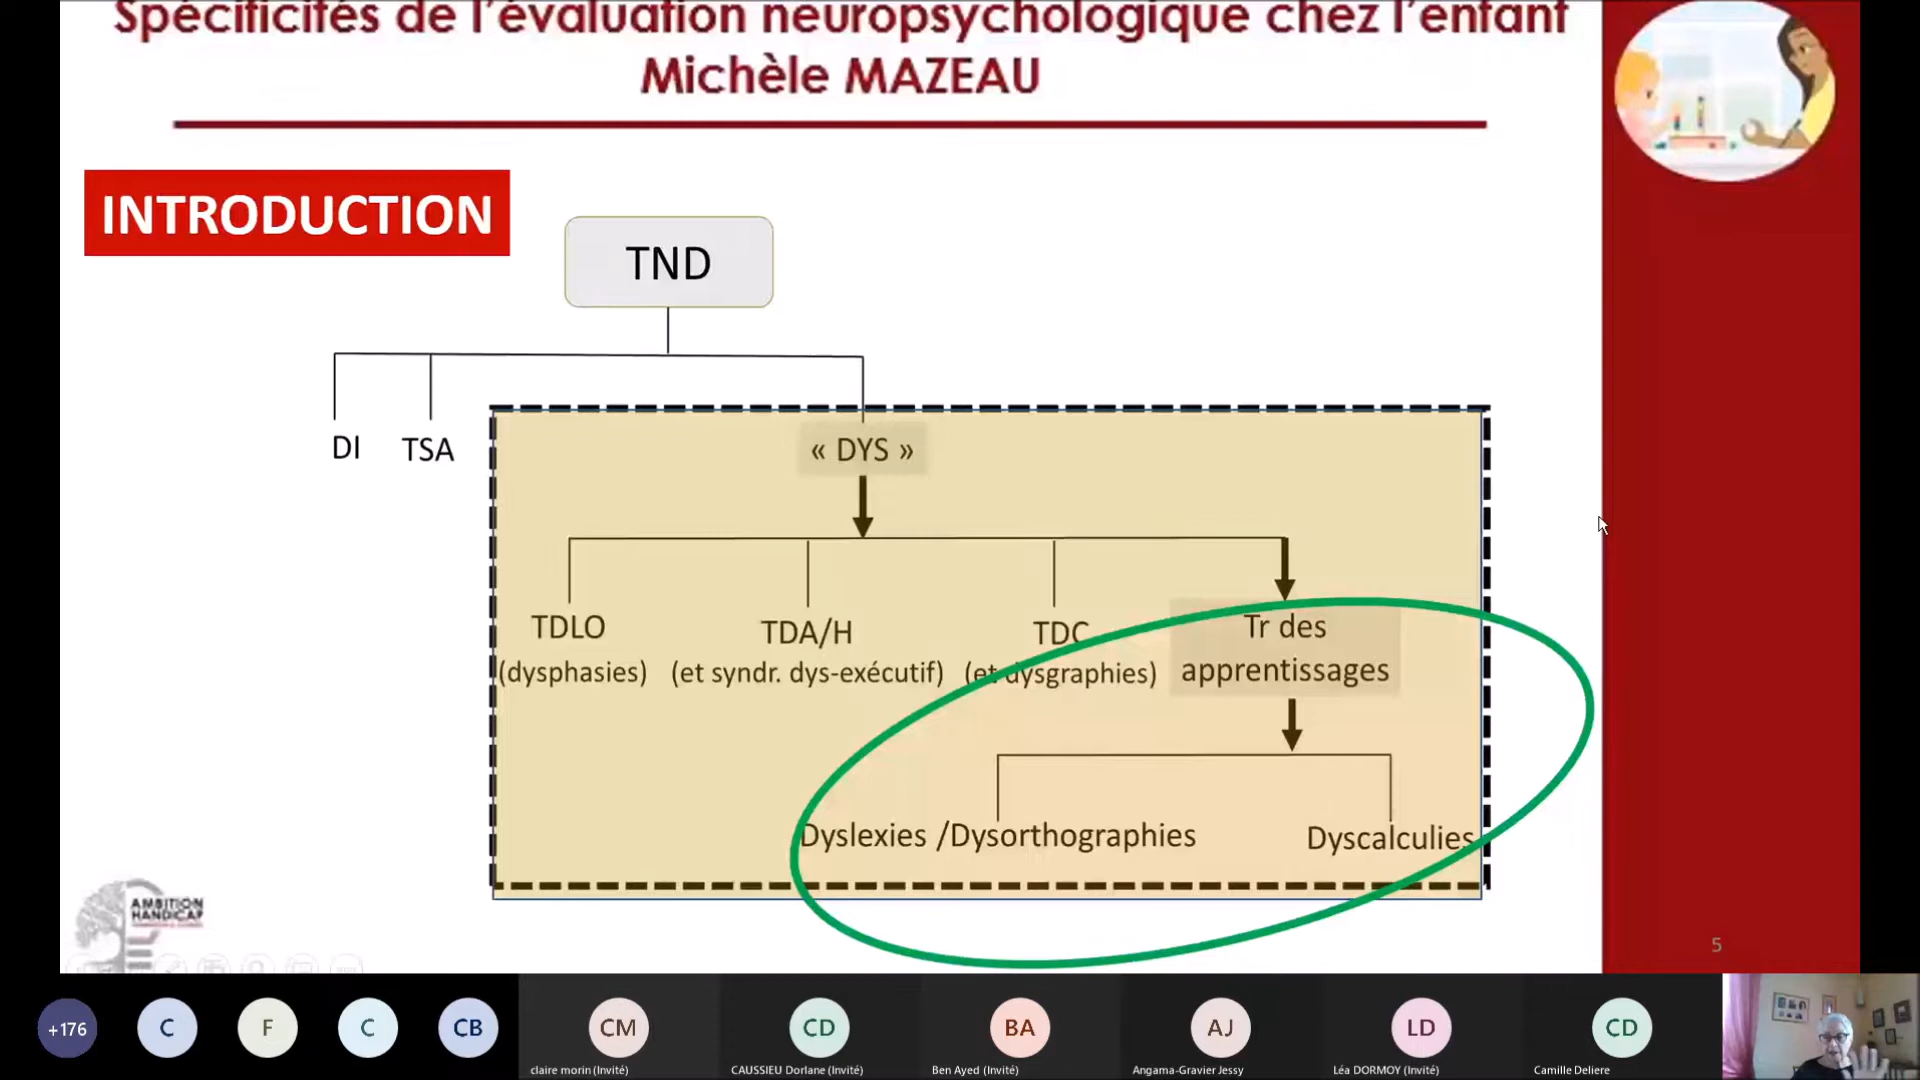 Spécificités de l'évaluation neuropsychologique chez l'enfant
Michèle MAZEAU
INTRODUCTION
TND
DI
TSA
« DYS »
TDLO
(dysphasies)
TDA/H
(et syndr. dys-exécutif)
TDC
(et dysgraphies)
Tr des
apprentissages
Dyslexies /Dysorthographies
Dyscalculies
AMBITION
HANDICAP
5
+176
C
F
C
CB
CM
claire morin (Invité)
CD
CAUSSIEU Dorlane (Invité)
BA
Ben Ayed (Invité)
AJ
Angama-Gravier Jessy
LD
Léa DORMOY (Invité)
CD
Camille Deliere